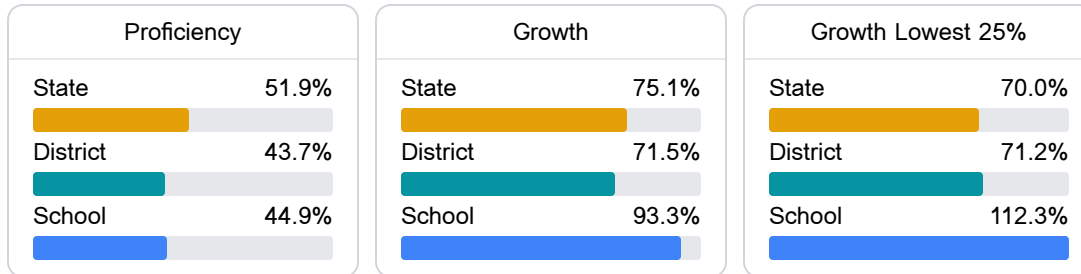 Proficiency
State 51.9%
District 43.7%
School 44.9%
Growth
State 75.1%
District 71.5%
School 93.3%
Growth Lowest 25%
State 70.0%
District 71.2%
School 112.3%